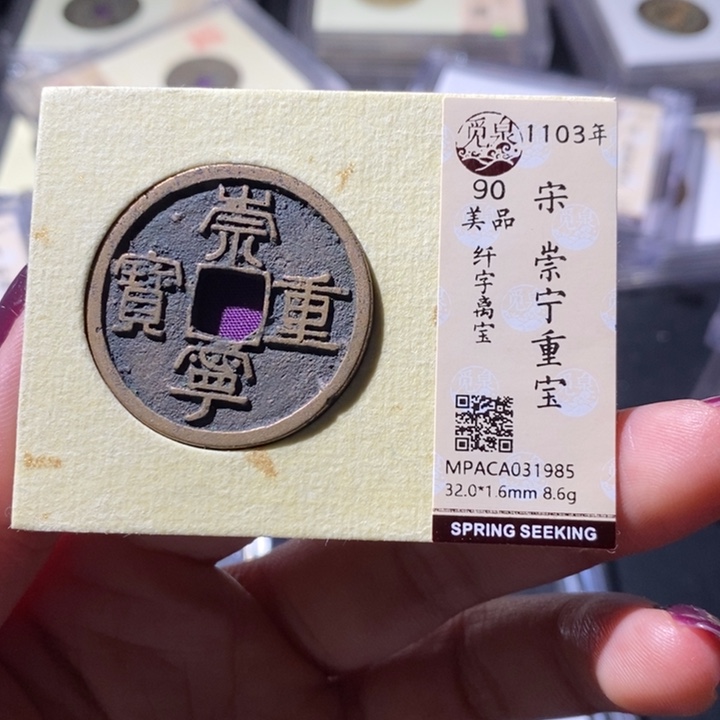 崇寧重寶
觅泉
1103年
90
美品
宋 崇宁重宝
纤字离宝
MPACA031985
32.0*1.6mm 8.6g
SPRING SEEKING